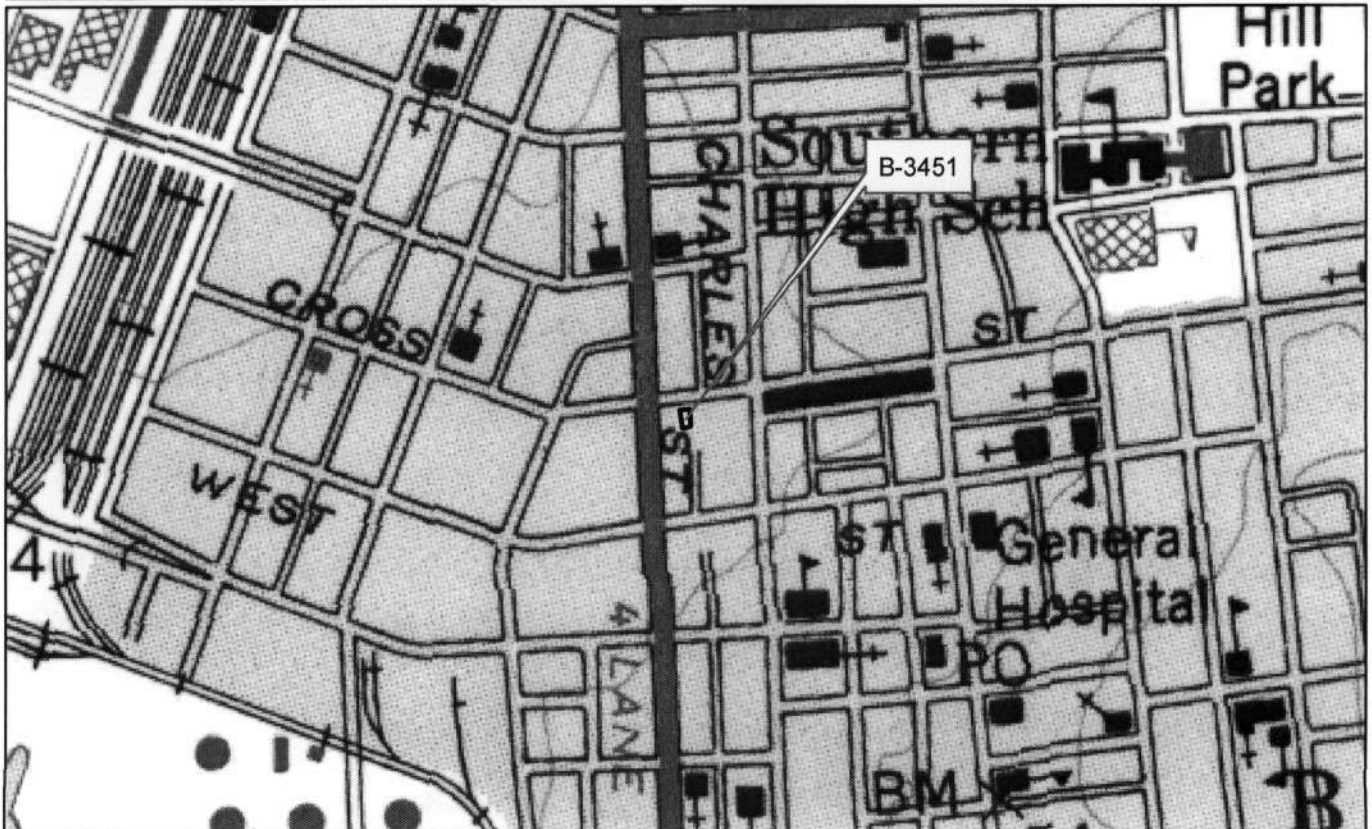 Hill
Park
Southern
High Sch
B-3451
CHARLES
ST
CROSS
ST
WEST
ST
4
General
Hospital
4 LANE
PO
BM
B